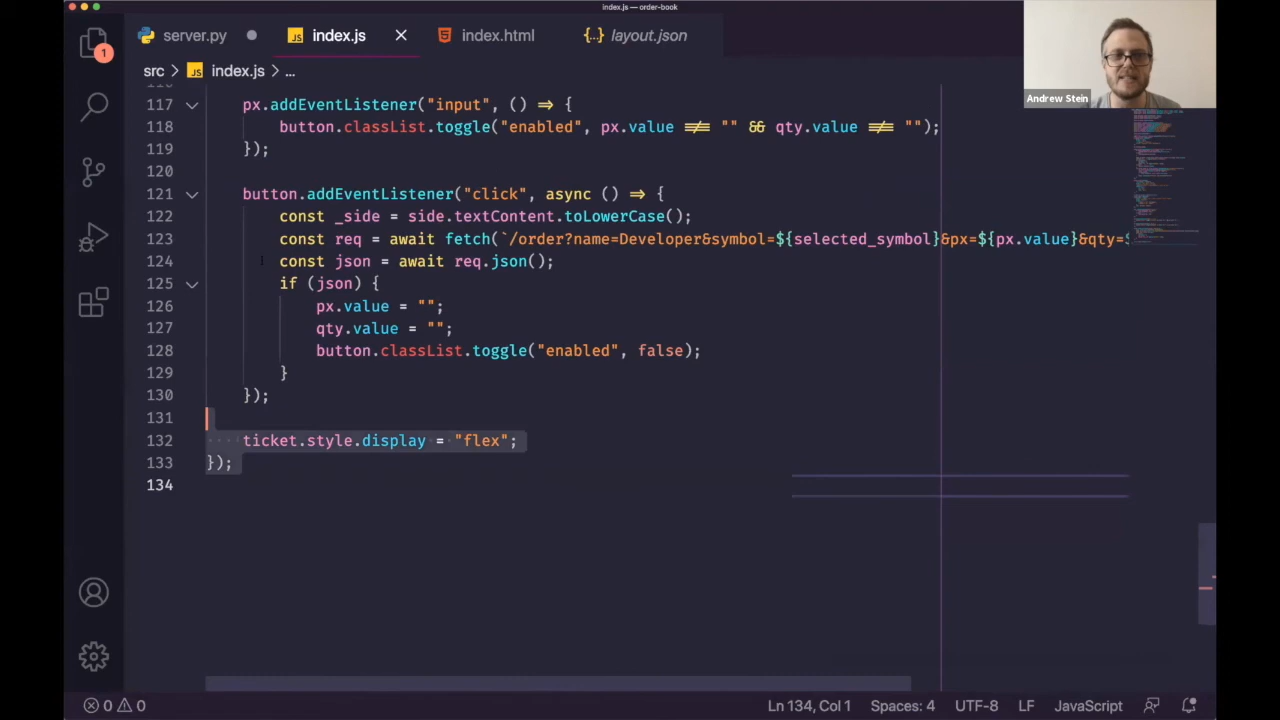 index.js — order-book
server.py
index.js
index.html
{..} layout.json
src > JS index.js > ...
117 px.addEventListener("input", () => {
118 button.classList.toggle("enabled", px.value !== "" && qty.value !== "");
119 });
120
121 button.addEventListener("click", async () => {
122 const _side = side.textContent.toLowerCase();
123 const req = await fetch(`/order?name=Developer&symbol=${selected_symbol}&px=${px.value}&qty=$
124 const json = await req.json();
125 if (json) {
126 px.value = "";
127 qty.value = "";
128 button.classList.toggle("enabled", false);
129 }
130 });
131
132 ticket.style.display = "flex";
133 });
134
1
Andrew Stein
0 0
Ln 134, Col 1
Spaces: 4
UTF-8
LF
JavaScript